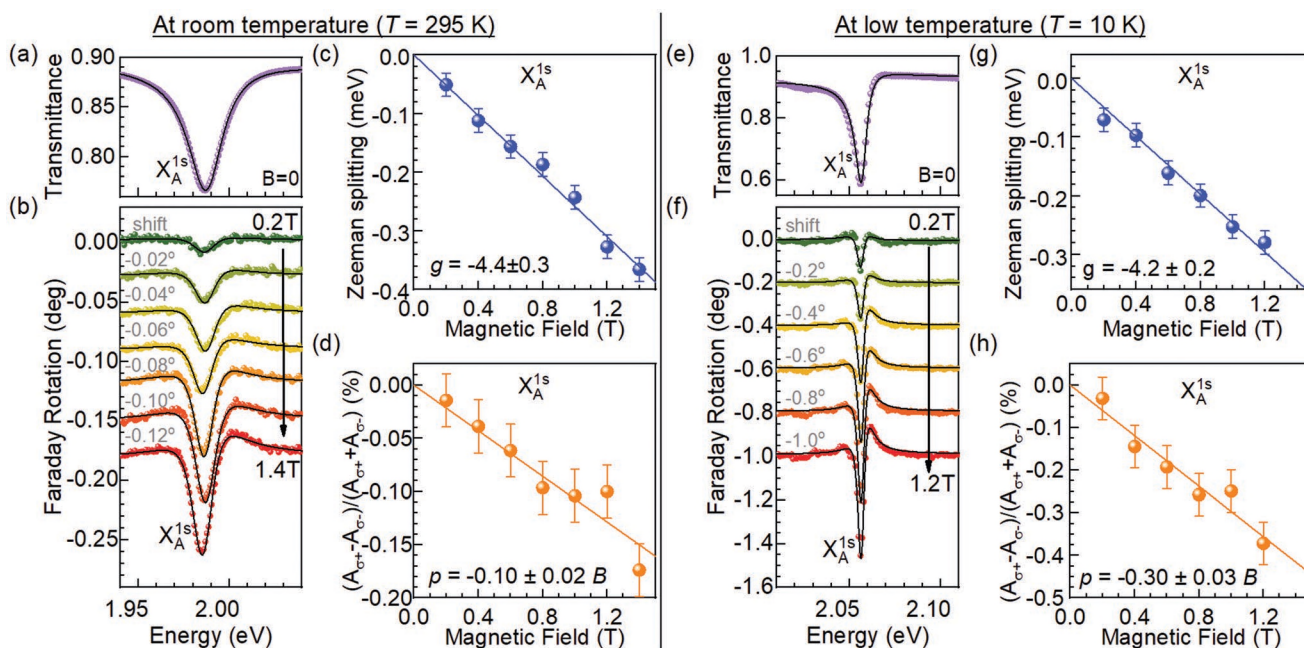 At room temperature (T = 295 K)
At low temperature (T = 10 K)
(a)
Transmittance
0.90
0.85
0.80
X_A^1s
B=0
(b)
Faraday Rotation (deg)
0.00
-0.05
-0.10
-0.15
-0.20
-0.25
shift
0.2T
-0.02º
-0.04º
-0.06º
-0.08º
-0.10º
-0.12º
1.4T
X_A^1s
1.95
2.00
Energy (eV)
(c)
Zeeman splitting (meV)
0.0
-0.1
-0.2
-0.3
-0.4
X_A^1s
g = -4.4±0.3
0.0 0.4 0.8 1.2
Magnetic Field (T)
(d)
(A_σ+-A_σ-)/(A_σ++A_σ-) (%)
0.00
-0.05
-0.10
-0.15
-0.20
X_A^1s
p = -0.10 ± 0.02 B
0.0 0.4 0.8 1.2
Magnetic Field (T)
(e)
Transmittance
1.0
0.8
0.6
X_A^1s
B=0
(f)
Faraday Rotation (deg)
0.0
-0.2
-0.4
-0.6
-0.8
-1.0
-1.2
-1.4
-1.6
shift
0.2T
-0.2º
-0.4º
-0.6º
-0.8º
-1.0º
1.2T
X_A^1s
2.05
2.10
Energy (eV)
(g)
Zeeman splitting (meV)
0.0
-0.1
-0.2
-0.3
X_A^1s
g = -4.2 ± 0.2
0.0 0.4 0.8 1.2
Magnetic Field (T)
(h)
(A_σ+-A_σ-)/(A_σ++A_σ-) (%)
0.0
-0.1
-0.2
-0.3
-0.4
-0.5
X_A^1s
p = -0.30 ± 0.03 B
0.0 0.4 0.8 1.2
Magnetic Field (T)